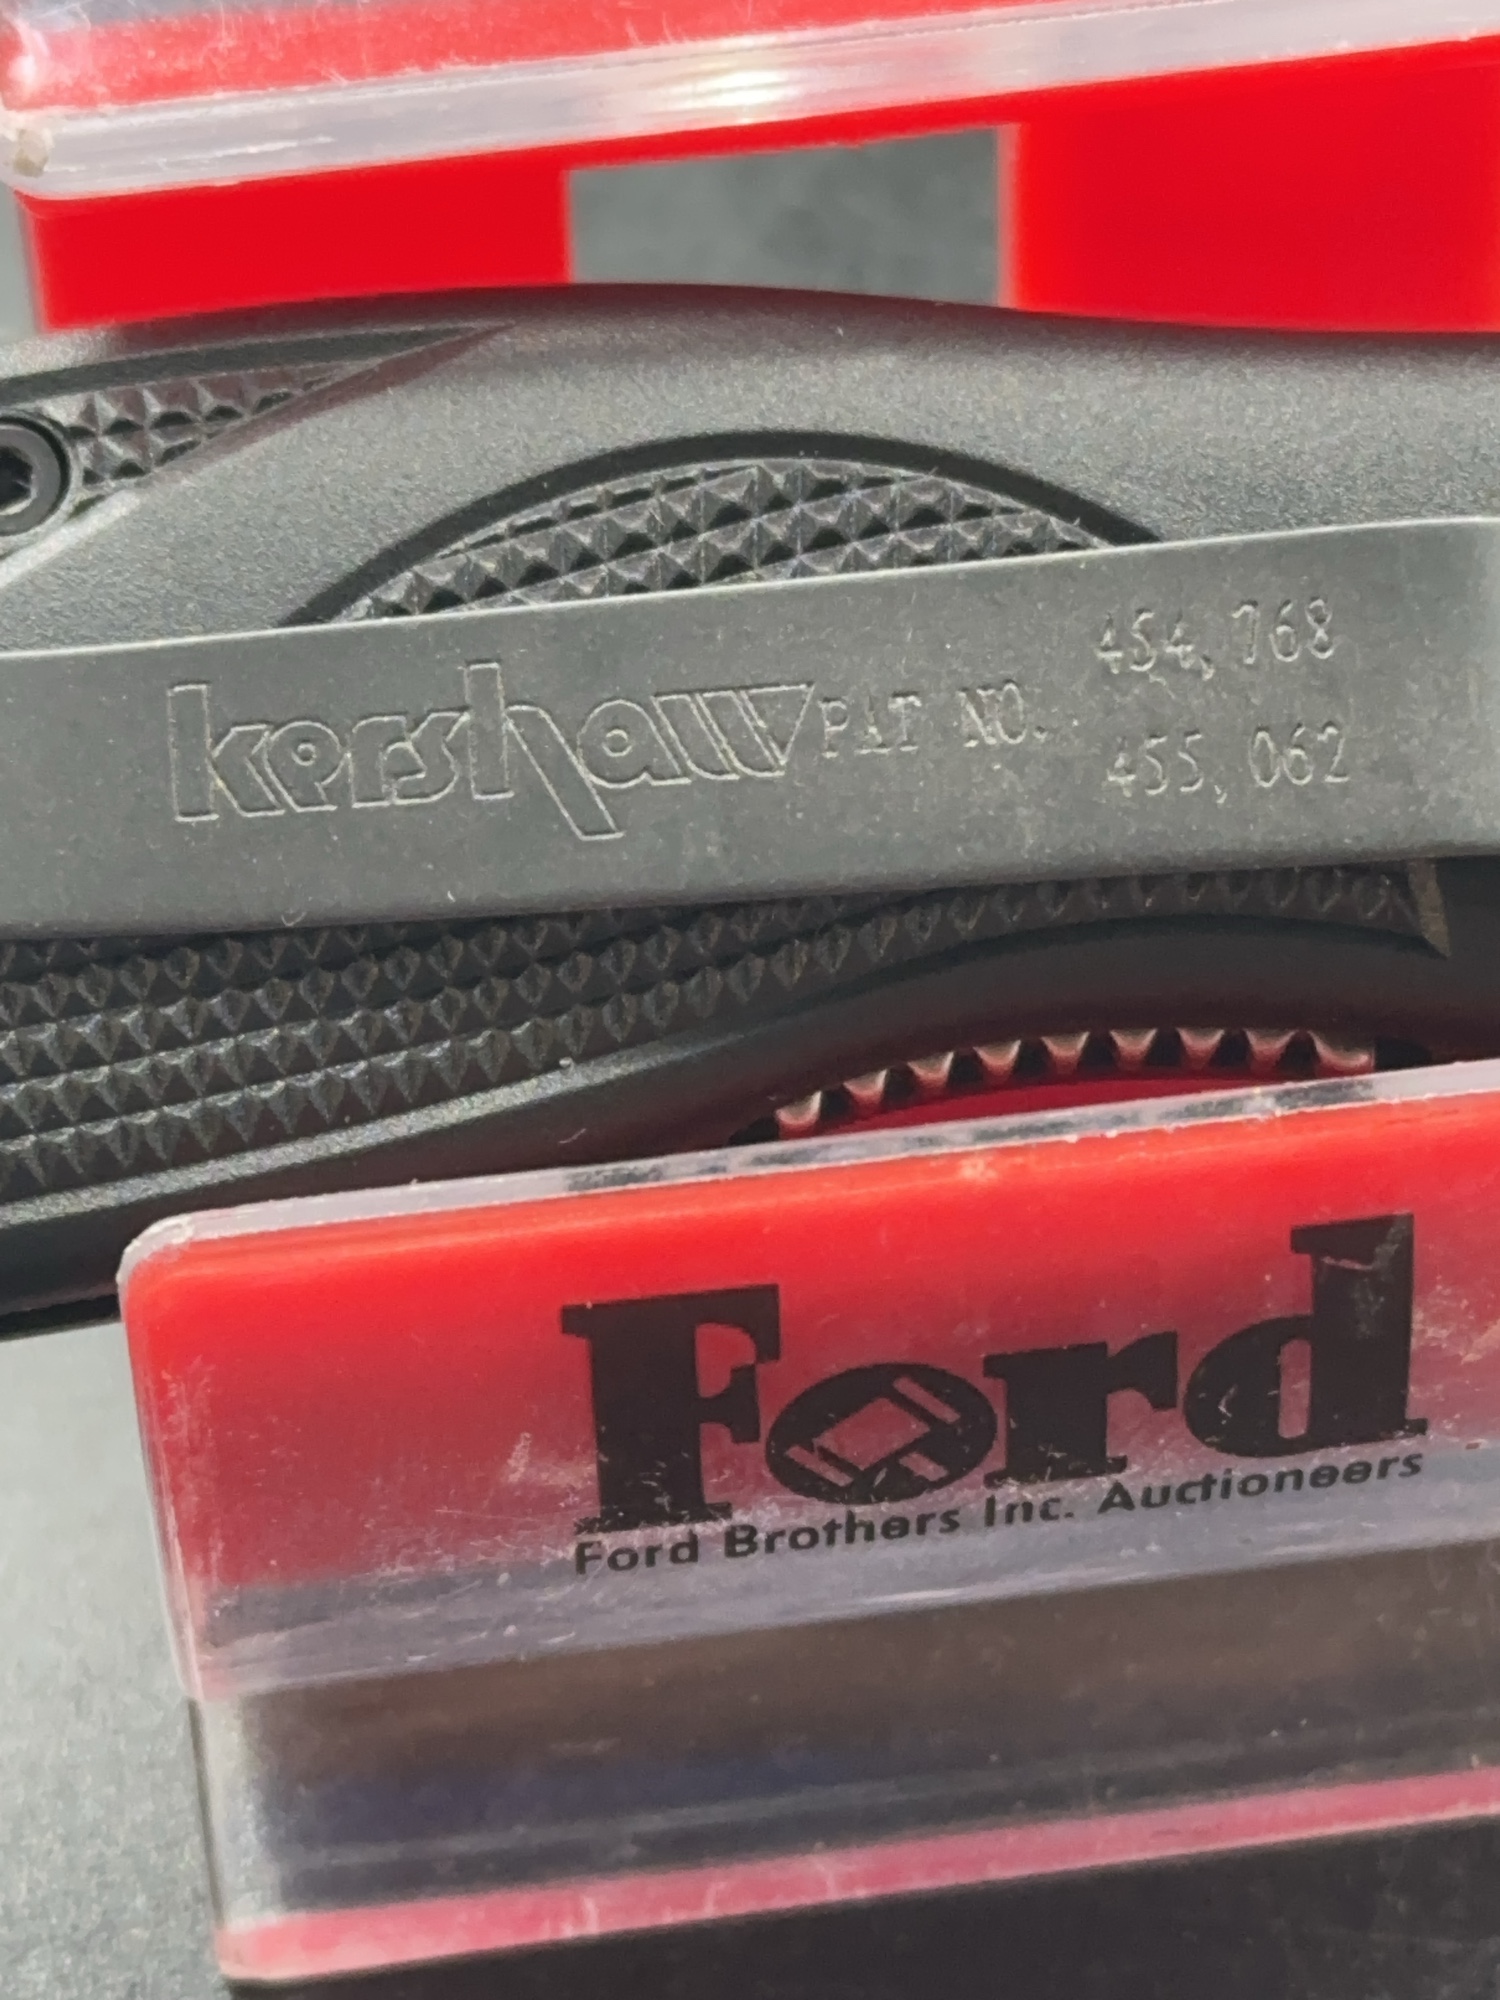 kershaw PAT NO. 454,768
455,062
Ford
Ford Brothers Inc. Auctioneers